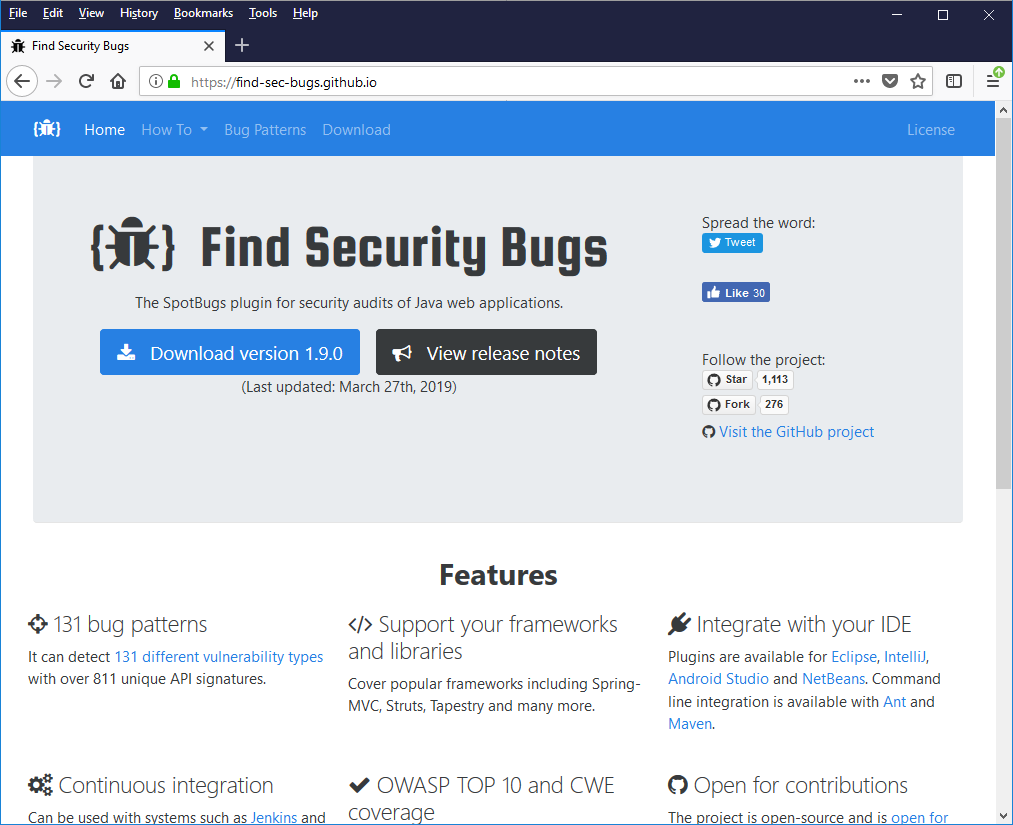 File Edit View History Bookmarks Tools Help
Find Security Bugs
https://find-sec-bugs.github.io
Home How To Bug Patterns Download License
Find Security Bugs
The SpotBugs plugin for security audits of Java web applications.
Download version 1.9.0 View release notes
(Last updated: March 27th, 2019)
Spread the word:
Tweet
Like 30
Follow the project:
Star 1,113
Fork 276
Visit the GitHub project
Features
131 bug patterns
It can detect 131 different vulnerability types
with over 811 unique API signatures.
Support your frameworks
and libraries
Cover popular frameworks including Spring-
MVC, Struts, Tapestry and many more.
Integrate with your IDE
Plugins are available for Eclipse, IntelliJ,
Android Studio and NetBeans. Command
line integration is available with Ant and
Maven.
Continuous integration
Can be used with systems such as Jenkins and
OWASP TOP 10 and CWE
coverage
Open for contributions
The project is open-source and is open for